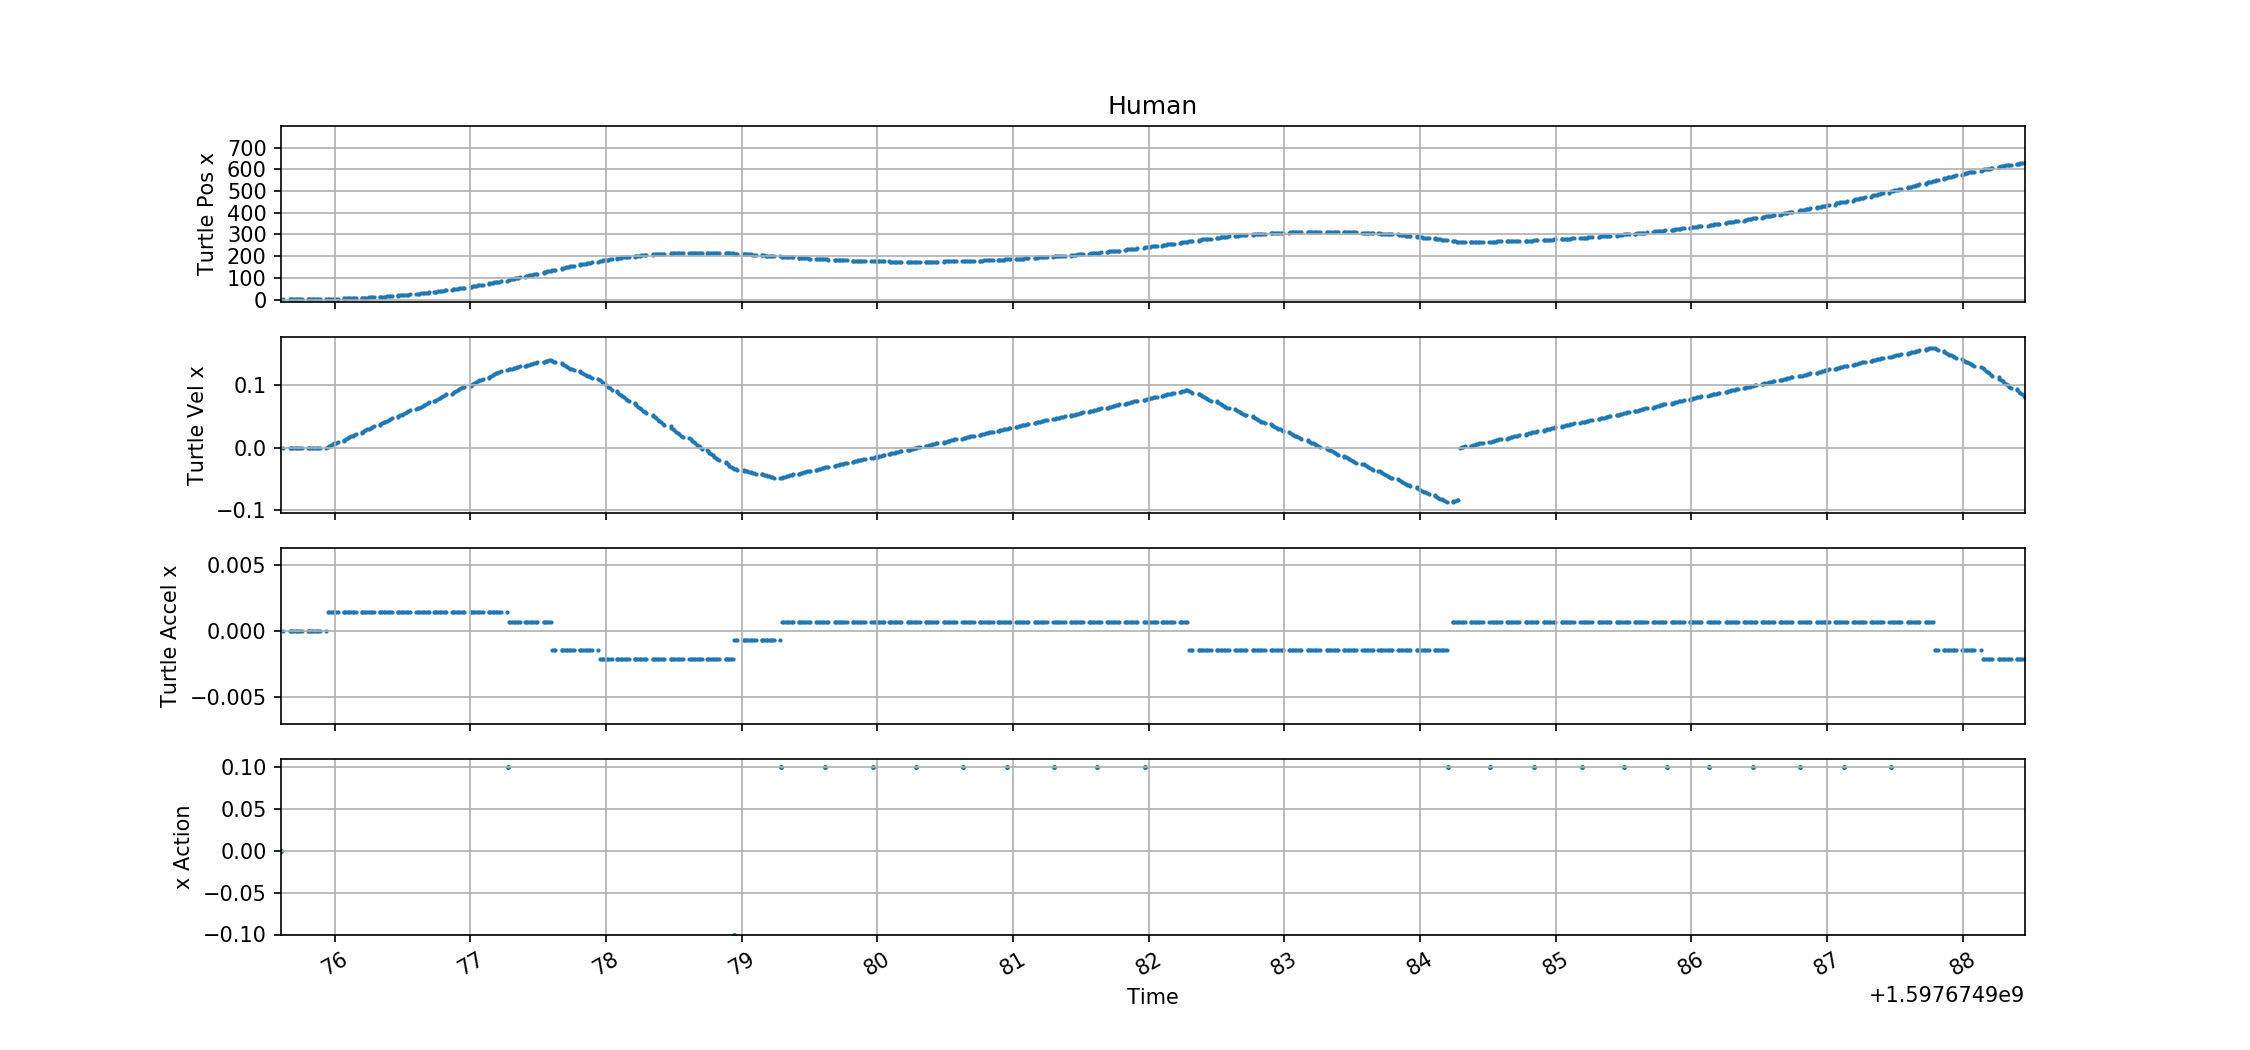 Human
Turtle Pos x
700
600
500
400
300
200
100
0
Turtle Vel x
0.1
0.0
−0.1
Turtle Accel x
0.005
0.000
−0.005
x Action
0.10
0.05
0.00
−0.05
−0.10
76 77 78 79 80 81 82 83 84 85 86 87 88
Time
+1.5976749e9